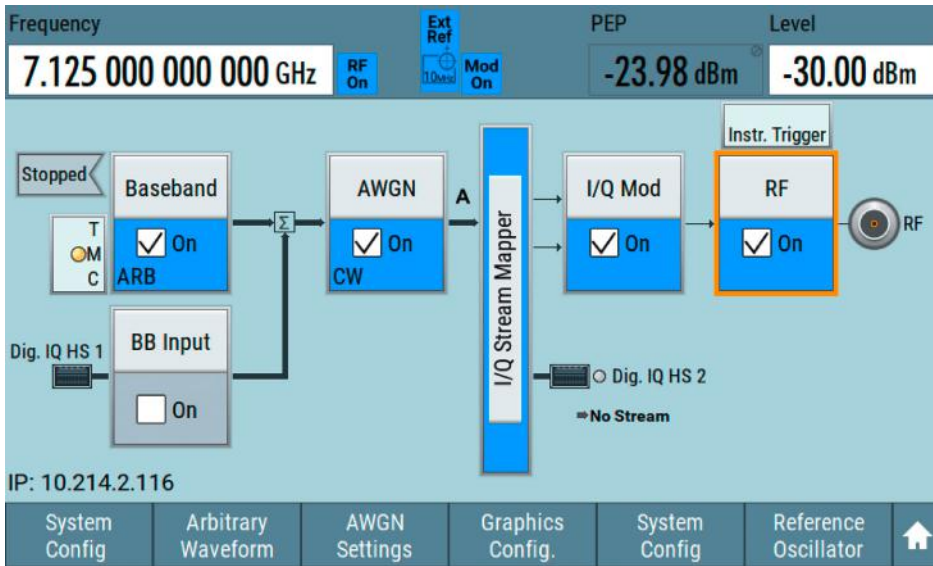 Frequency
Ext
Ref
PEP
Level
7.125 000 000 000 GHz
RF
On
Mod
On
-23.98 dBm
-30.00 dBm
Instr. Trigger
Stopped
Baseband
AWGN
A
I/Q Mod
RF
T
M
C
On
ARB
Σ
On
CW
I/Q Stream Mapper
On
On
RF
Dig. IQ HS 1
BB Input
On
Dig. IQ HS 2
No Stream
IP: 10.214.2.116
System
Config
Arbitrary
Waveform
AWGN
Settings
Graphics
Config.
System
Config
Reference
Oscillator